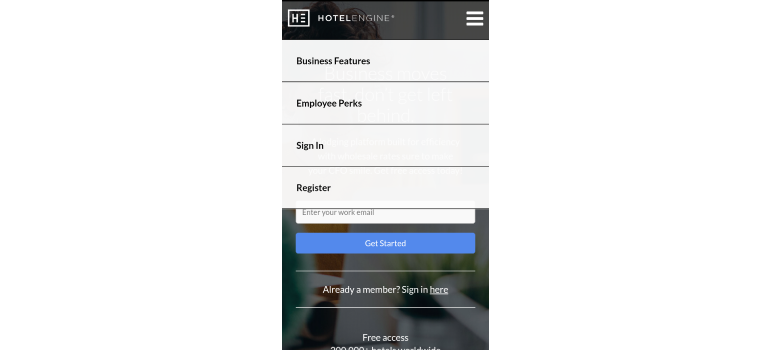 HE HOTELENGINE®
Business Features
Employee Perks
Sign In
Register
Enter your work email
Get Started
Already a member? Sign in here
Free access